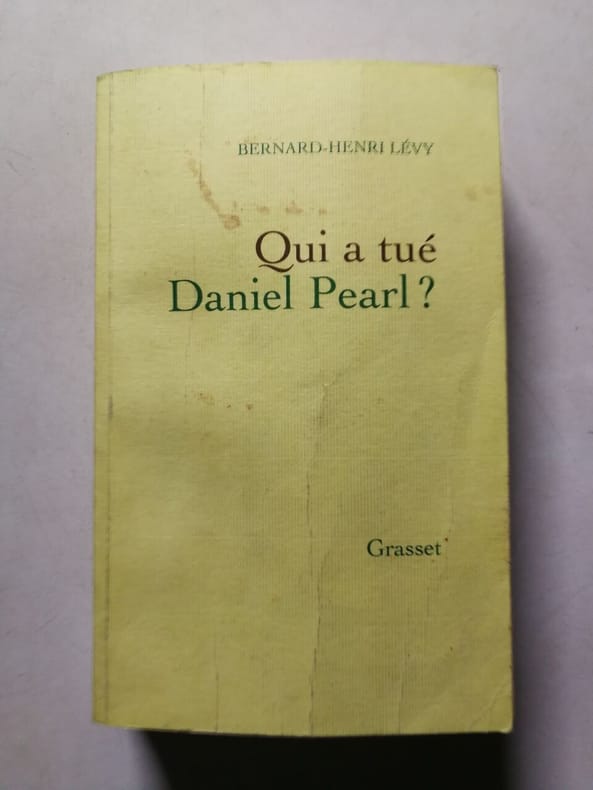 BERNARD-HENRI LÉVY
Qui a tué
Daniel Pearl ?
Grasset